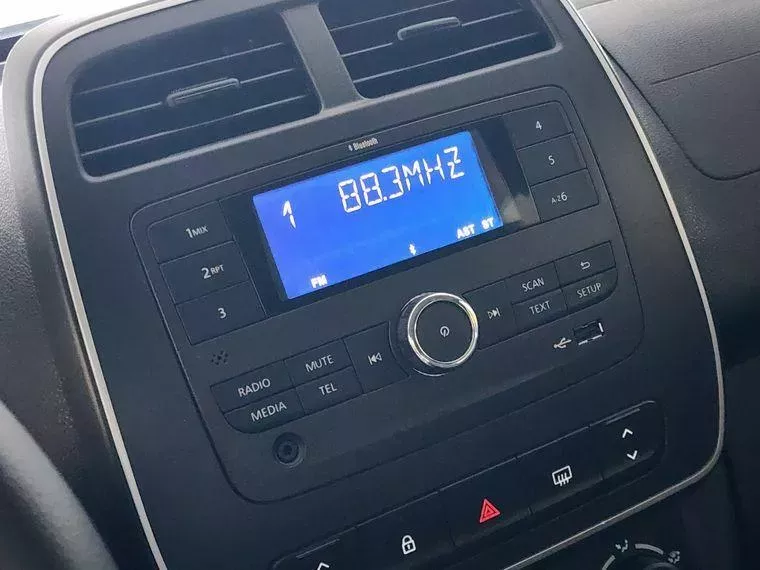 Bluetooth
1 88.3MHZ
AST ST
FM
1MIX
2RPT
3
4
5
A-Z6
RADIO
MUTE
MEDIA
TEL
SCAN
TEXT
SETUP